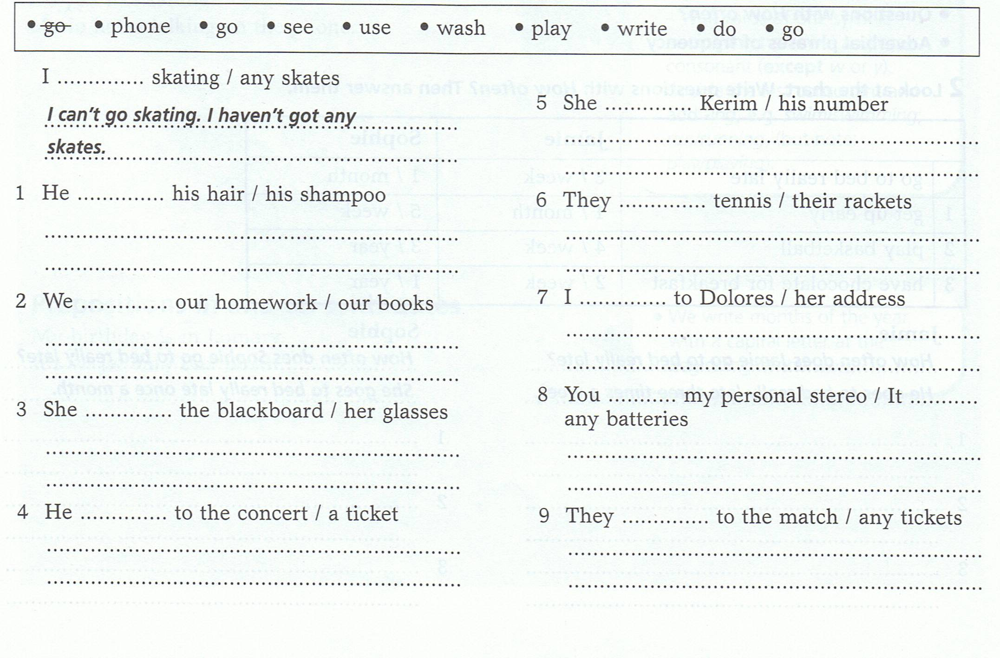 • go • phone • go • see • use • wash • play • write • do • go
I .............. skating / any skates
I can't go skating. I haven't got any
skates.
1 He .............. his hair / his shampoo
2 We .............. our homework / our books
3 She .............. the blackboard / her glasses
4 He .............. to the concert / a ticket
5 She .............. Kerim / his number
6 They .............. tennis / their rackets
7 I .............. to Dolores / her address
8 You ........... my personal stereo / It ...........
any batteries
9 They .............. to the match / any tickets